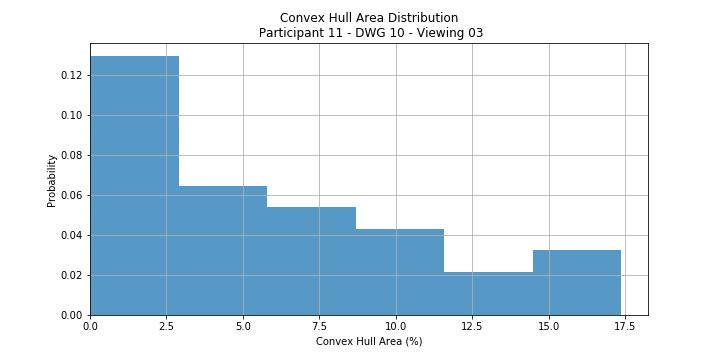 Convex Hull Area Distribution
Participant 11 - DWG 10 - Viewing 03
0.12
0.10
0.08
0.06
0.04
0.02
0.00
Probability
0.0 2.5 5.0 7.5 10.0 12.5 15.0 17.5
Convex Hull Area (%)